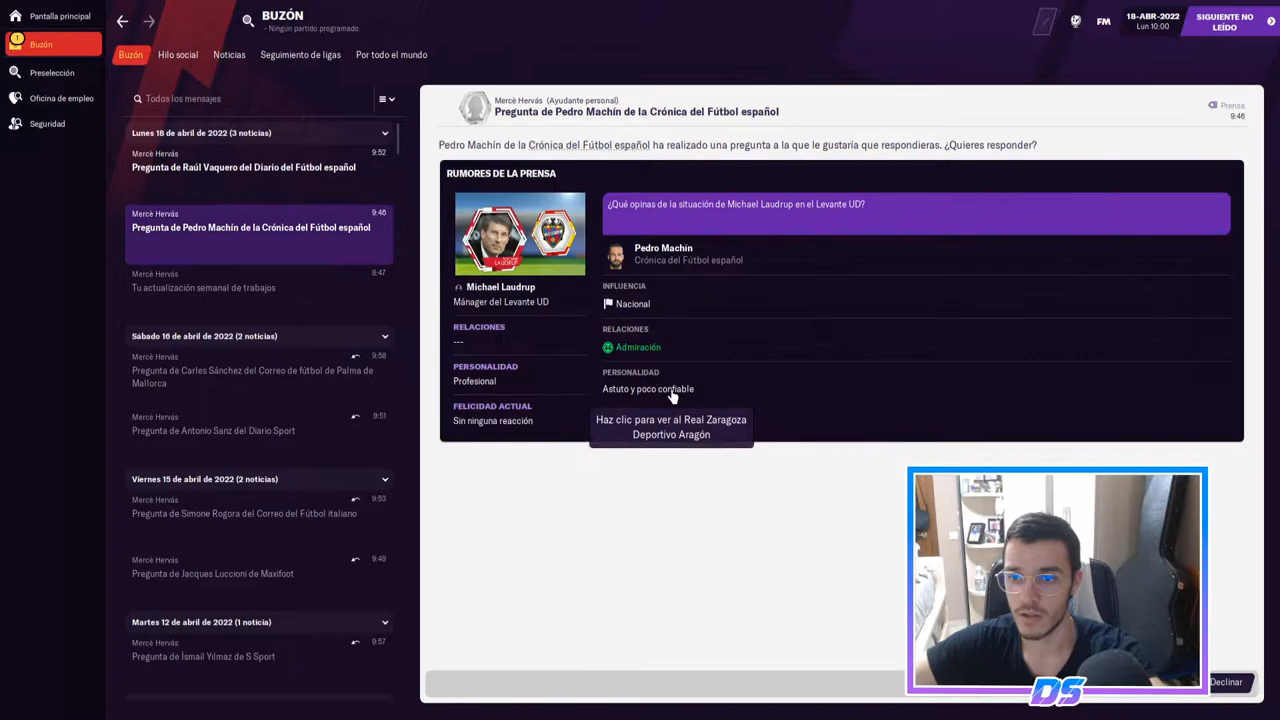 Pantalla principal
1
Buzón
Preselección
Oficina de empleo
Seguridad
BUZÓN
- Ningún partido programado.
FM
18-ABR-2022
Lun 10:00
SIGUIENTE NO
LEÍDO
Buzón
Hilo social
Noticias
Seguimiento de ligas
Por todo el mundo
Todos los mensajes
Lunes 18 de abril de 2022 (3 noticias)
Mercè Hervás
9:52
Pregunta de Raúl Vaquero del Diario del Fútbol español
Mercè Hervás
9:46
Pregunta de Pedro Machín de la Crónica del Fútbol español
Mercè Hervás
8:47
Tu actualización semanal de trabajos
Sábado 16 de abril de 2022 (2 noticias)
Mercè Hervás
9:58
Pregunta de Carles Sánchez del Correo de fútbol de Palma de
Mallorca
Mercè Hervás
9:51
Pregunta de Antonio Sanz del Diario Sport
Viernes 15 de abril de 2022 (2 noticias)
Mercè Hervás
9:53
Pregunta de Simone Rogora del Correo del Fútbol italiano
Mercè Hervás
9:49
Pregunta de Jacques Luccioni de Maxifoot
Martes 12 de abril de 2022 (1 noticia)
Mercè Hervás
9:57
Pregunta de İsmail Yılmaz de S Sport
Mercè Hervás (Ayudante personal)
Pregunta de Pedro Machín de la Crónica del Fútbol español
Prensa
9:46
Pedro Machín de la Crónica del Fútbol español ha realizado una pregunta a la que le gustaría que respondieras. ¿Quieres responder?
RUMORES DE LA PRENSA
LAUDRUP
Michael Laudrup
Mánager del Levante UD
RELACIONES
---
PERSONALIDAD
Profesional
FELICIDAD ACTUAL
Sin ninguna reacción
¿Qué opinas de la situación de Michael Laudrup en el Levante UD?
Pedro Machín
Crónica del Fútbol español
INFLUENCIA
Nacional
RELACIONES
Admiración
PERSONALIDAD
Astuto y poco confiable
Haz clic para ver al Real Zaragoza
Deportivo Aragón
Declinar
DS